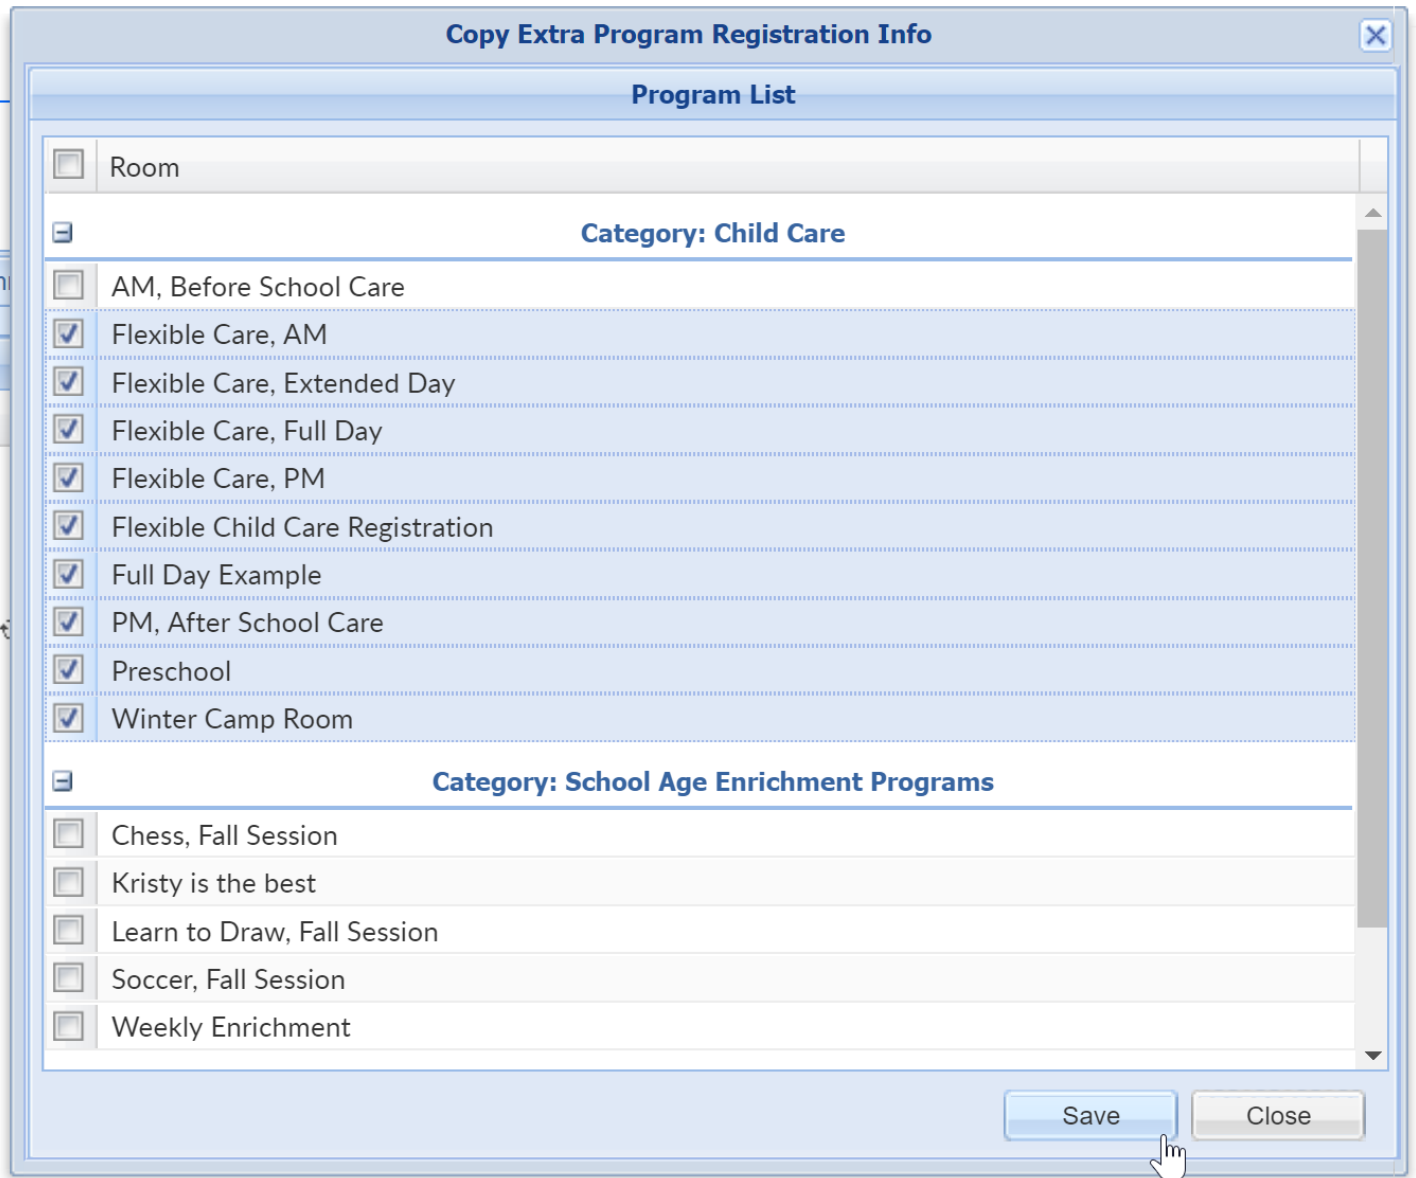 Copy Extra Program Registration Info
Program List
Room
Category: Child Care
AM, Before School Care
Flexible Care, AM
Flexible Care, Extended Day
Flexible Care, Full Day
Flexible Care, PM
Flexible Child Care Registration
Full Day Example
PM, After School Care
Preschool
Winter Camp Room
Category: School Age Enrichment Programs
Chess, Fall Session
Kristy is the best
Learn to Draw, Fall Session
Soccer, Fall Session
Weekly Enrichment
Save Close